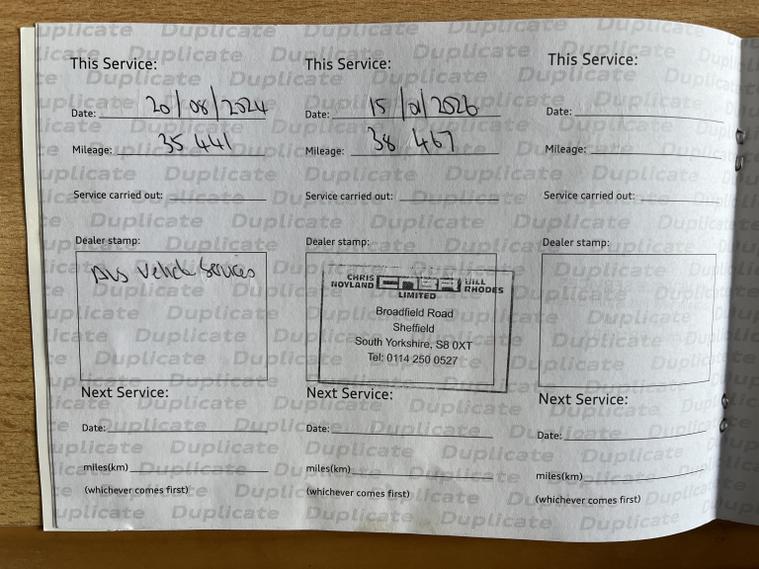 This Service:
Date: 20/08/2024
Mileage: 35 441
Service carried out:
Dealer stamp:
Vehicle Services
Next Service:
Date:
miles(km)
(whichever comes first)
This Service:
Date: 15/01/2026
Mileage: 38 467
Service carried out:
Dealer stamp:
CHRIS HILL
NOYLAND RHODES
LIMITED
Broadfield Road
Sheffield
South Yorkshire, S8 0XT
Tel: 0114 250 0527
Next Service:
Date:
miles(km)
(whichever comes first)
This Service:
Date:
Mileage:
Service carried out:
Dealer stamp:
Next Service:
Date:
miles(km)
(whichever comes first)
Duplicate